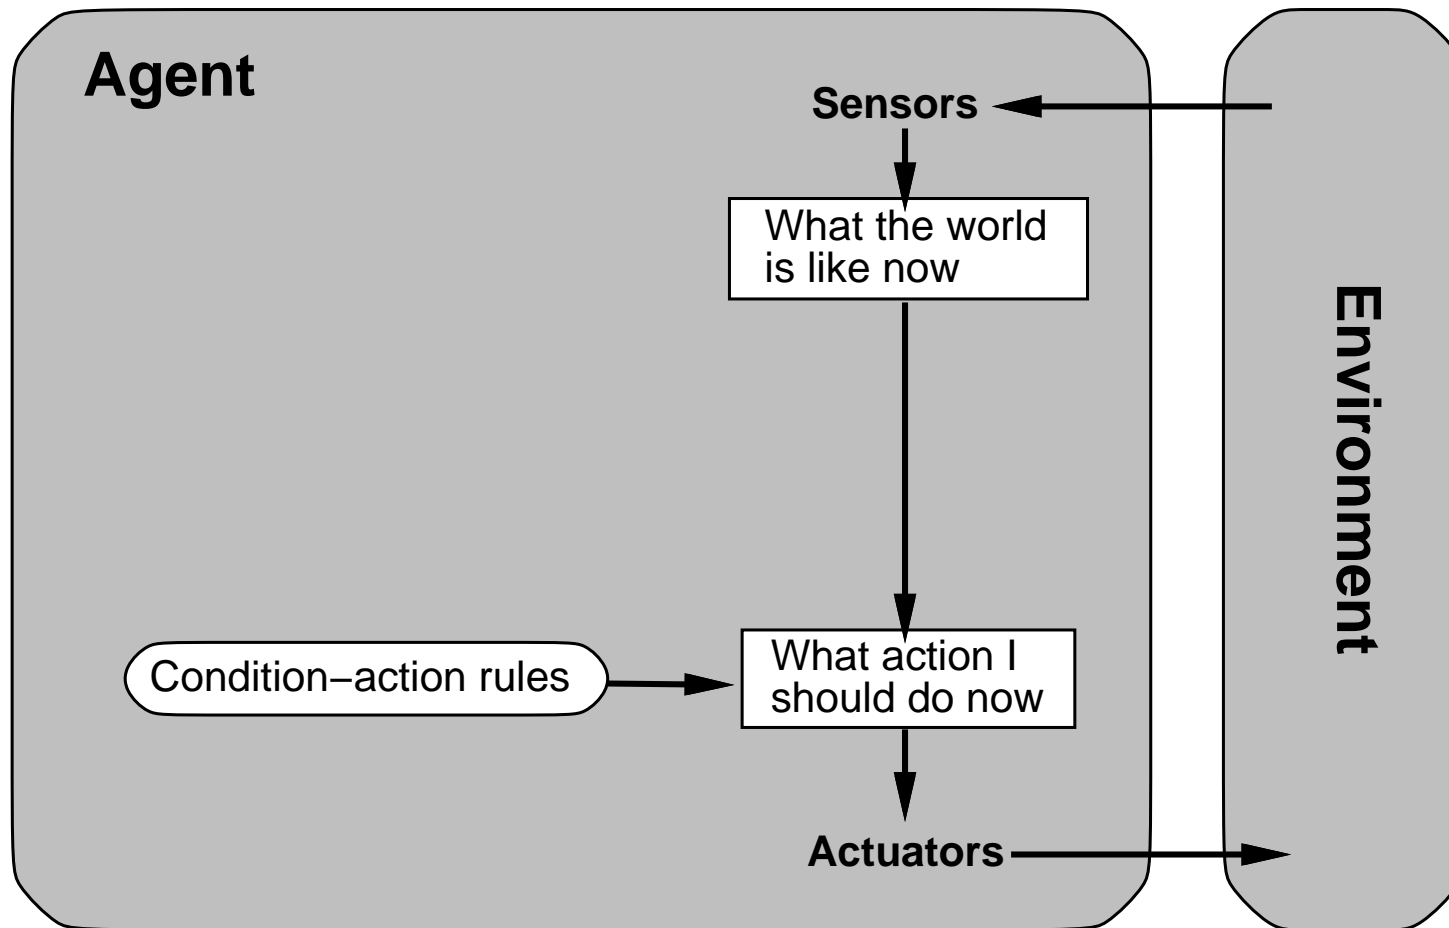 Agent
Sensors
What the world
is like now
Environment
Condition–action rules
What action I
should do now
Actuators